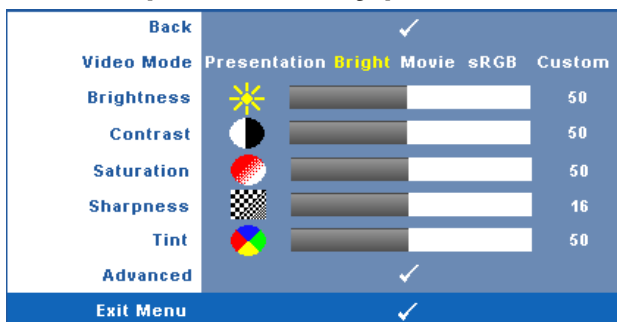 Back
Video Mode Presentation Bright Movie sRGB Custom
Brightness 50
Contrast 50
Saturation 50
Sharpness 16
Tint 50
Advanced
Exit Menu